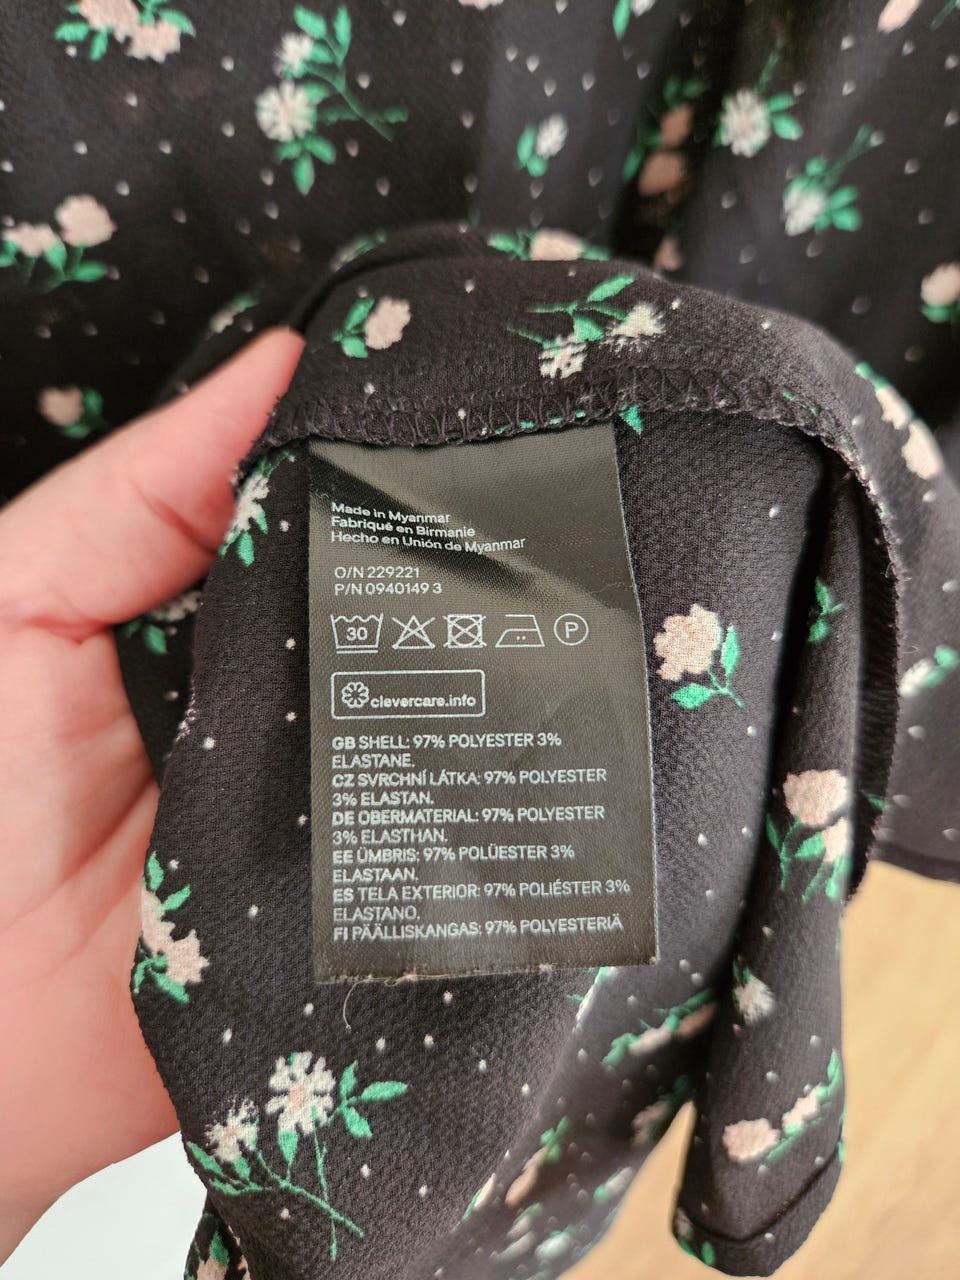 Made in Myanmar
Fabriqué en Birmanie
Hecho en Unión de Myanmar
O/N 229221
P/N 0940149 3
30 P
clevercare.info
GB SHELL: 97% POLYESTER 3%
ELASTANE.
CZ SVRCHNÍ LÁTKA: 97% POLYESTER
3% ELASTAN.
DE OBERMATERIAL: 97% POLYESTER
3% ELASTHAN.
EE ÜMBRIS: 97% POLÜESTER 3%
ELASTAAN.
ES TELA EXTERIOR: 97% POLIÉSTER 3%
ELASTANO.
FI PÄÄLLISKANGAS: 97% POLYESTERIÄ